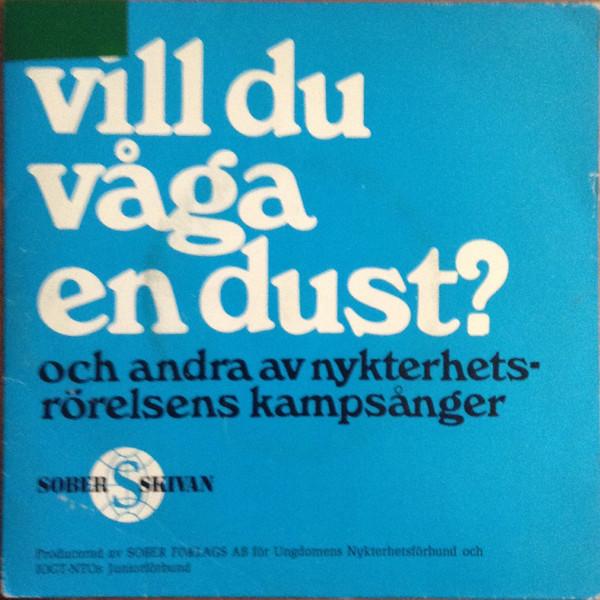 vill du
våga
en dust?
och andra av nykterhets-
rörelsens kampsånger
SOBER S SKIVAN
Producerad av SOBER FÖRLAGS AB för Ungdomens Nykterhetsförbund och
IOGT-NTOs Juniorförbund